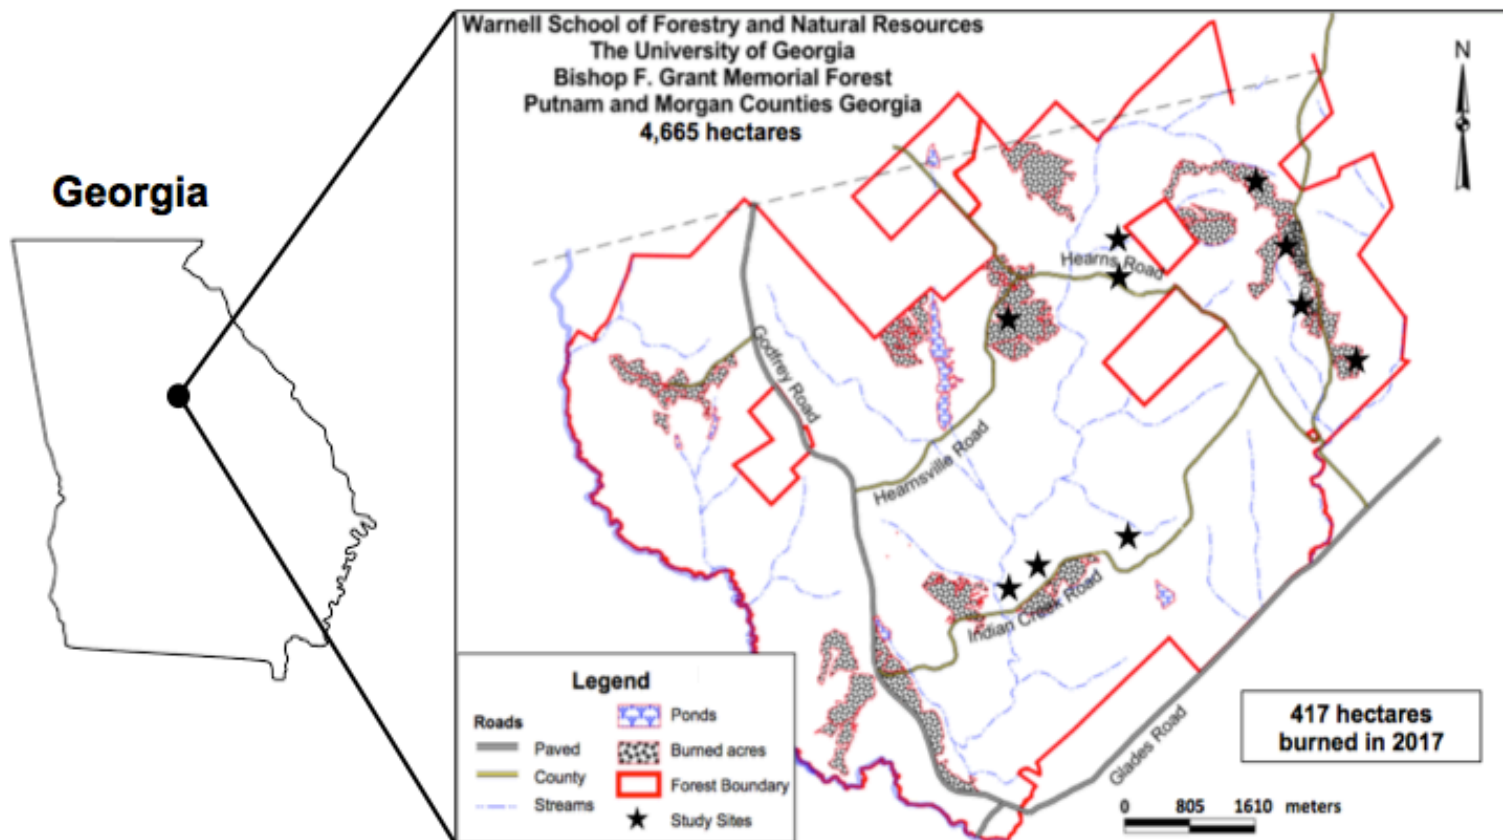 Georgia
Warnell School of Forestry and Natural Resources
The University of Georgia
Bishop F. Grant Memorial Forest
Putnam and Morgan Counties Georgia
4,665 hectares
N
Hearns Road
Godfrey Road
Hearnsville Road
Indian Creek Road
Glades Road
Legend
Roads
Paved
County
Streams
Ponds
Burned acres
Forest Boundary
Study Sites
417 hectares
burned in 2017
0 805 1610 meters